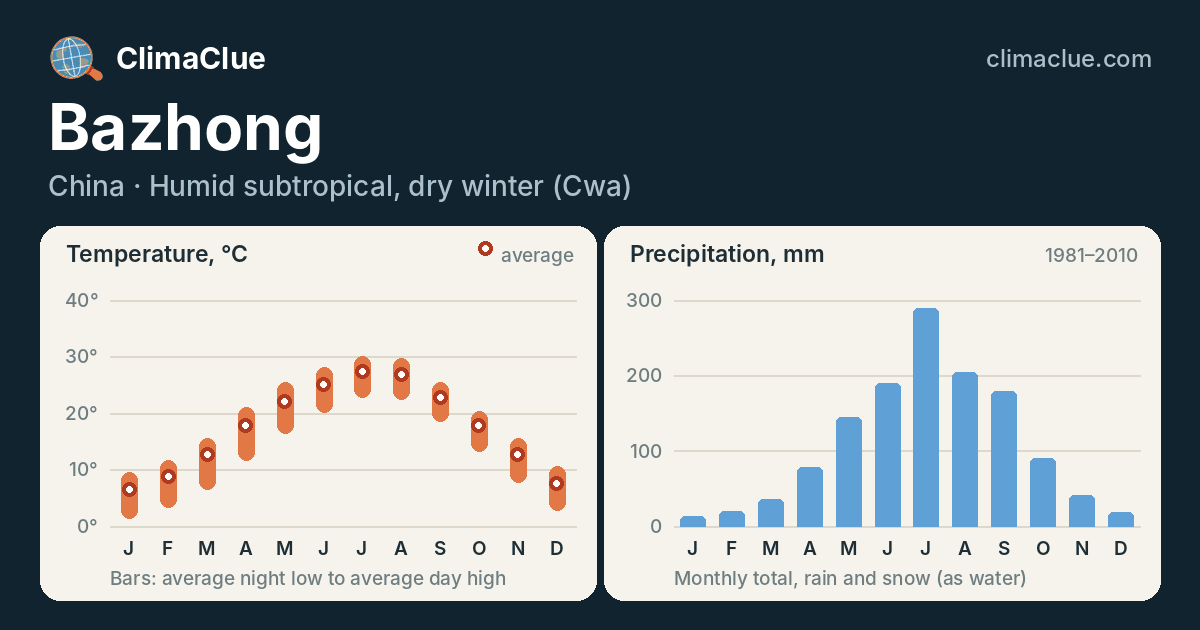 ClimaClue
climaclue.com
Bazhong
China · Humid subtropical, dry winter (Cwa)
Temperature, °C
average
40°
30°
20°
10°
0°
J F M A M J J A S O N D
Bars: average night low to average day high
Precipitation, mm
1981–2010
300
200
100
0
J F M A M J J A S O N D
Monthly total, rain and snow (as water)